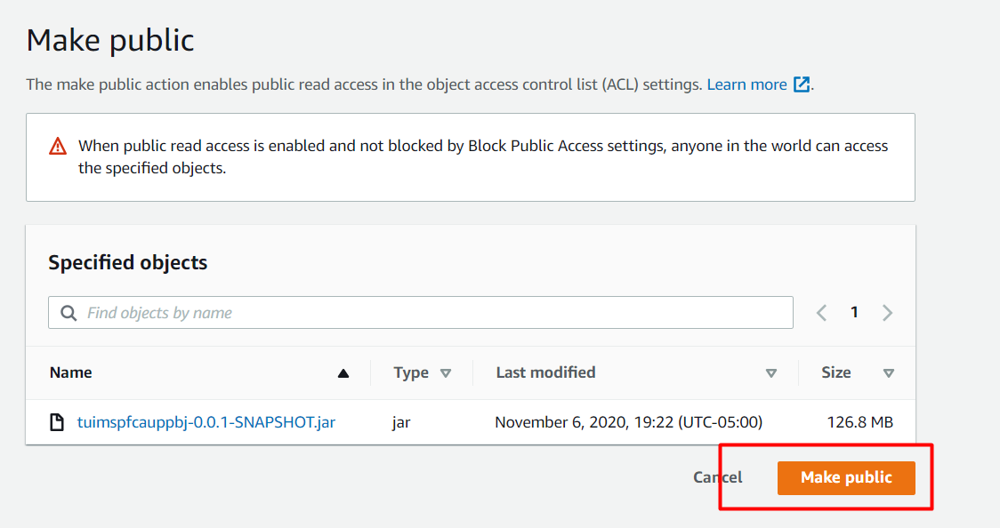 Make public
The make public action enables public read access in the object access control list (ACL) settings. Learn more.
When public read access is enabled and not blocked by Block Public Access settings, anyone in the world can access
the specified objects.
Specified objects
Find objects by name
1
Name Type Last modified Size
tuimspfcauppbj-0.0.1-SNAPSHOT.jar jar November 6, 2020, 19:22 (UTC-05:00) 126.8 MB
Cancel Make public